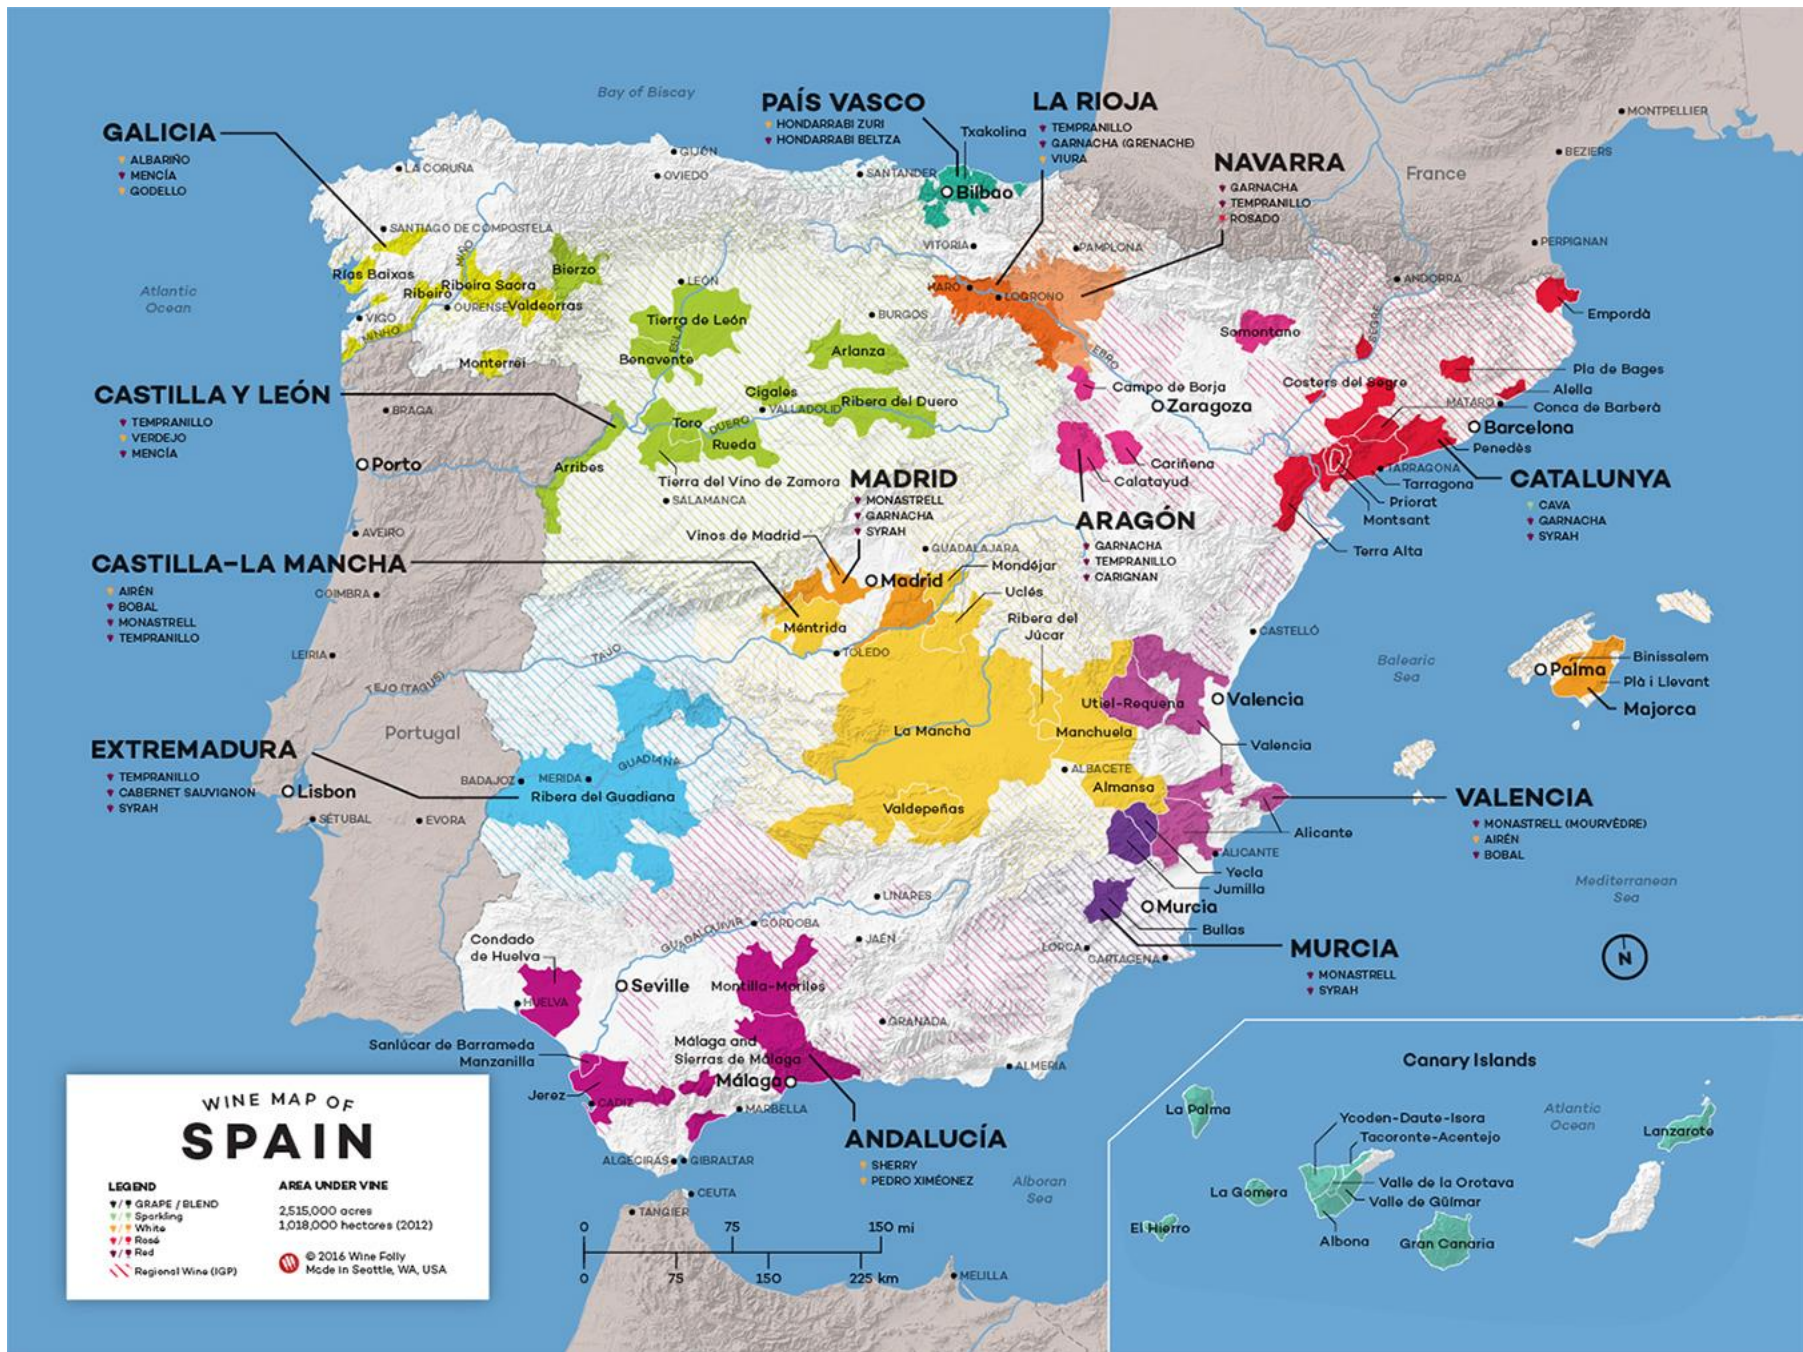 Bay of Biscay
GALICIA
ALBARIÑO
MENCÍA
GODELLO
PAÍS VASCO
HONDARRABI ZURI
HONDARRABI BELTZA
Txakolina
LA RIOJA
TEMPRANILLO
GARNACHA (GRENACHE)
VIURA
NAVARRA
GARNACHA
TEMPRANILLO
ROSADO
MONTPELLIER
BEZIERS
France
PERPIGNAN
ANDORRA
LA CORUÑA
GIJÓN
OVIEDO
SANTANDER
Bilbao
SANTIAGO DE COMPOSTELA
VITORIA
PAMPLONA
Atlantic
Ocean
Rías Baixas
MIÑO
Ribeira Sacra
Ribeiro
Bierzo
OURENSE
Valdeorras
VIGO
MINHO
Monterrei
LEÓN
Tierra de León
ESLA
Benavente
BURGOS
Arlanza
HARO
LOGRONO
EBRO
Somontano
SEGRE
Empordà
Costers del Segre
Pla de Bages
Alella
MATARO
Conca de Barberà
Barcelona
Penedès
CASTILLA Y LEÓN
TEMPRANILLO
VERDEJO
MENCÍA
BRAGA
Porto
Cigales
VALLADOLID
Ribera del Duero
Toro
DUERO
Rueda
Arribes
Tierra del Vino de Zamora
SALAMANCA
Campo de Borja
Zaragoza
Cariñena
Calatayud
TARRAGONA
Tarragona
Priorat
Montsant
Terra Alta
CATALUNYA
CAVA
GARNACHA
SYRAH
MADRID
MONASTRELL
GARNACHA
SYRAH
Vinos de Madrid
ARAGÓN
GARNACHA
TEMPRANILLO
CARIGNAN
AVEIRO
CASTILLA–LA MANCHA
AIRÉN
BOBAL
MONASTRELL
TEMPRANILLO
COIMBRA
GUADALAJARA
Madrid
Mondéjar
Uclés
Ribera del
Júcar
Méntrida
TOLEDO
CASTELLÓ
LEIRIA
TAJO
TEJO (TAGUS)
Balearic
Sea
Palma
Binissalem
Plà i Llevant
Majorca
Portugal
La Mancha
Utiel-Requena
Manchuela
Valencia
Valencia
EXTREMADURA
TEMPRANILLO
CABERNET SAUVIGNON
SYRAH
BADAJOZ
MERIDA
GUADIANA
Ribera del Guadiana
Lisbon
SÉTUBAL
EVORA
ALBACETE
Almansa
Valdepeñas
VALENCIA
MONASTRELL (MOURVÈDRE)
AIRÉN
BOBAL
Alicante
ALICANTE
Yecla
Jumilla
Mediterranean
Sea
LINARES
CÓRDOBA
GUADALQUIVIR
JAÉN
Murcia
Bullas
LORCA
CARTAGENA
MURCIA
MONASTRELL
SYRAH
N
Condado
de Huelva
HUELVA
Seville
Montilla-Moriles
GRANADA
Sanlúcar de Barrameda
Manzanilla
Málaga and
Sierras de Málaga
Málaga
ALMERIA
Jerez
CADIZ
MARBELLA
ANDALUCÍA
SHERRY
PEDRO XIMÉONEZ
ALGECIRAS
GIBRALTAR
CEUTA
TANGIER
Alboran
Sea
MELILLA
0 75 150 mi
0 75 150 225 km
WINE MAP OF
SPAIN
LEGEND
GRAPE / BLEND
Sparkling
White
Rosé
Red
Regional Wine (IGP)
AREA UNDER VINE
2,515,000 acres
1,018,000 hectares (2012)
© 2016 Wine Folly
Made in Seattle, WA, USA
Canary Islands
La Palma
Ycoden-Daute-Isora
Tacoronte-Acentejo
Atlantic
Ocean
Lanzarote
La Gomera
Valle de la Orotava
Valle de Güímar
El Hierro
Albona
Gran Canaria